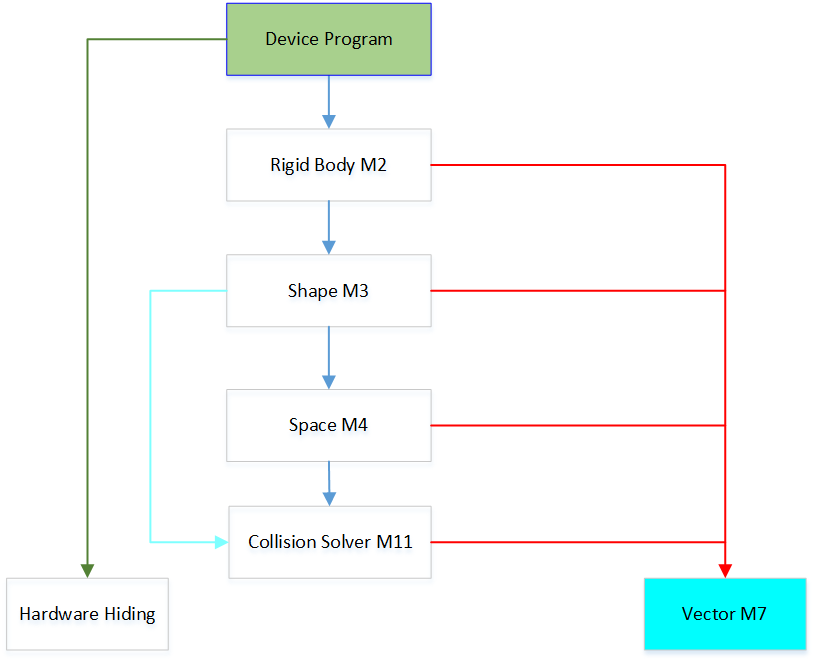 Device Program
Rigid Body M2
Shape M3
Space M4
Collision Solver M11
Hardware Hiding
Vector M7